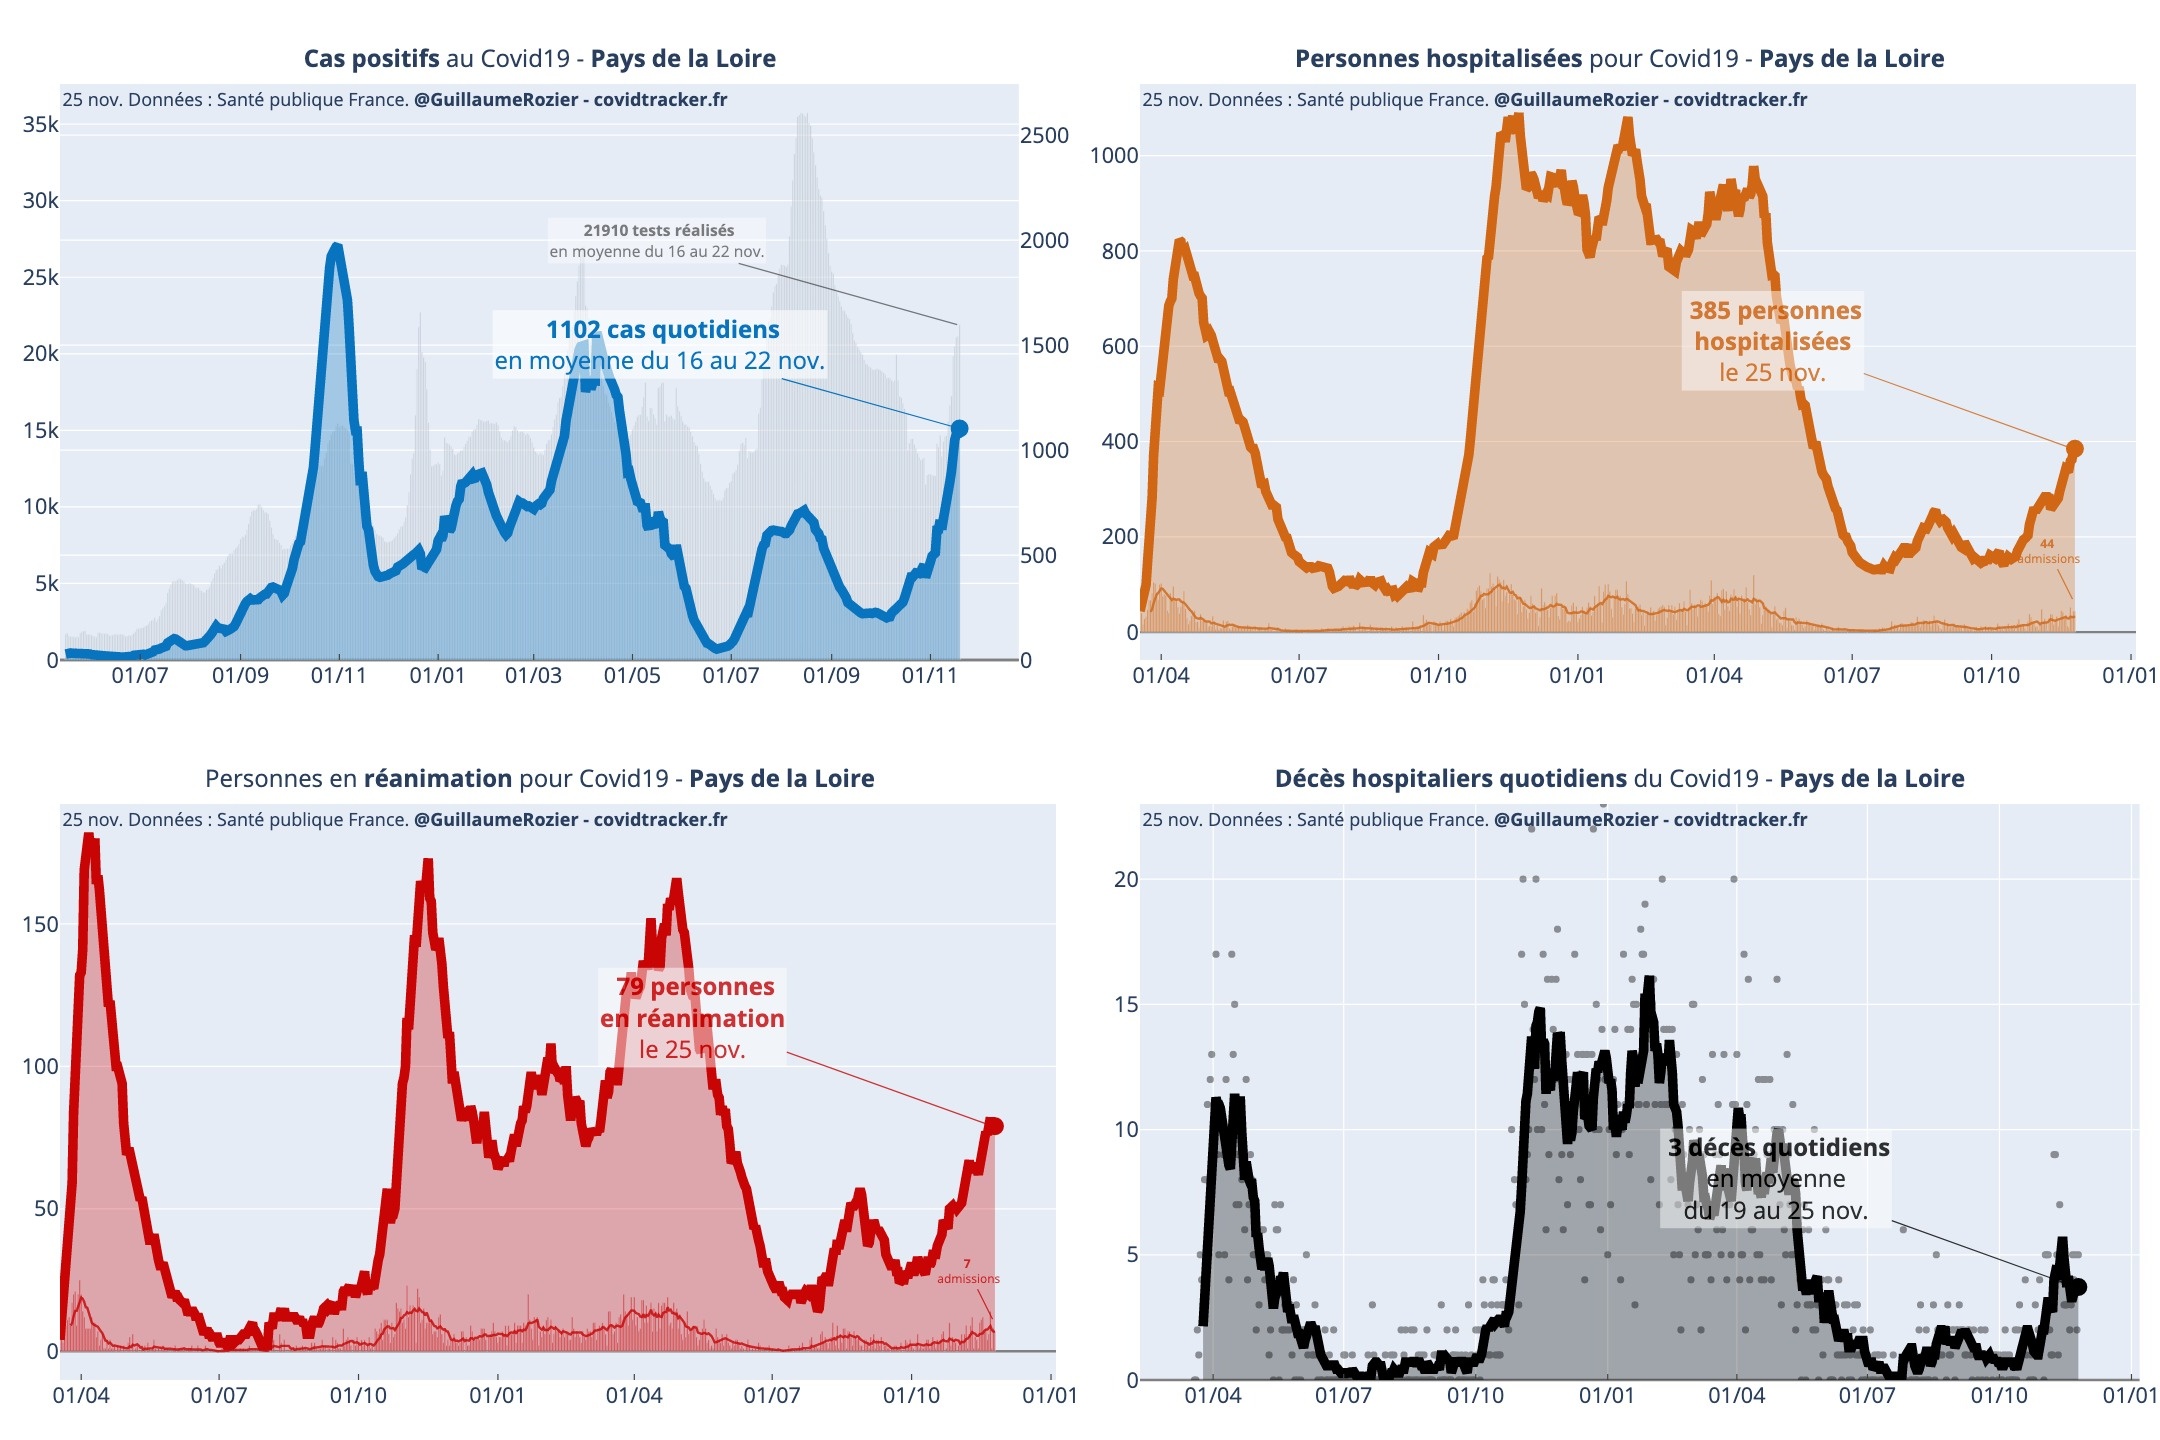 Cas positifs au Covid19 - Pays de la Loire
25 nov. Données : Santé publique France. @GuillaumeRozier - covidtracker.fr
35k
30k
25k
20k
15k
10k
5k
0
2500
2000
1500
1000
500
0
21910 tests réalisés
en moyenne du 16 au 22 nov.
1102 cas quotidiens
en moyenne du 16 au 22 nov.
01/07 01/09 01/11 01/01 01/03 01/05 01/07 01/09 01/11
Personnes hospitalisées pour Covid19 - Pays de la Loire
25 nov. Données : Santé publique France. @GuillaumeRozier - covidtracker.fr
1000
800
600
400
200
0
385 personnes
hospitalisées
le 25 nov.
44
admissions
01/04 01/07 01/10 01/01 01/04 01/07 01/10 01/01
Personnes en réanimation pour Covid19 - Pays de la Loire
25 nov. Données : Santé publique France. @GuillaumeRozier - covidtracker.fr
150
100
50
0
79 personnes
en réanimation
le 25 nov.
7
admissions
01/04 01/07 01/10 01/01 01/04 01/07 01/10 01/01
Décès hospitaliers quotidiens du Covid19 - Pays de la Loire
25 nov. Données : Santé publique France. @GuillaumeRozier - covidtracker.fr
20
15
10
5
0
3 décès quotidiens
en moyenne
du 19 au 25 nov.
01/04 01/07 01/10 01/01 01/04 01/07 01/10 01/01